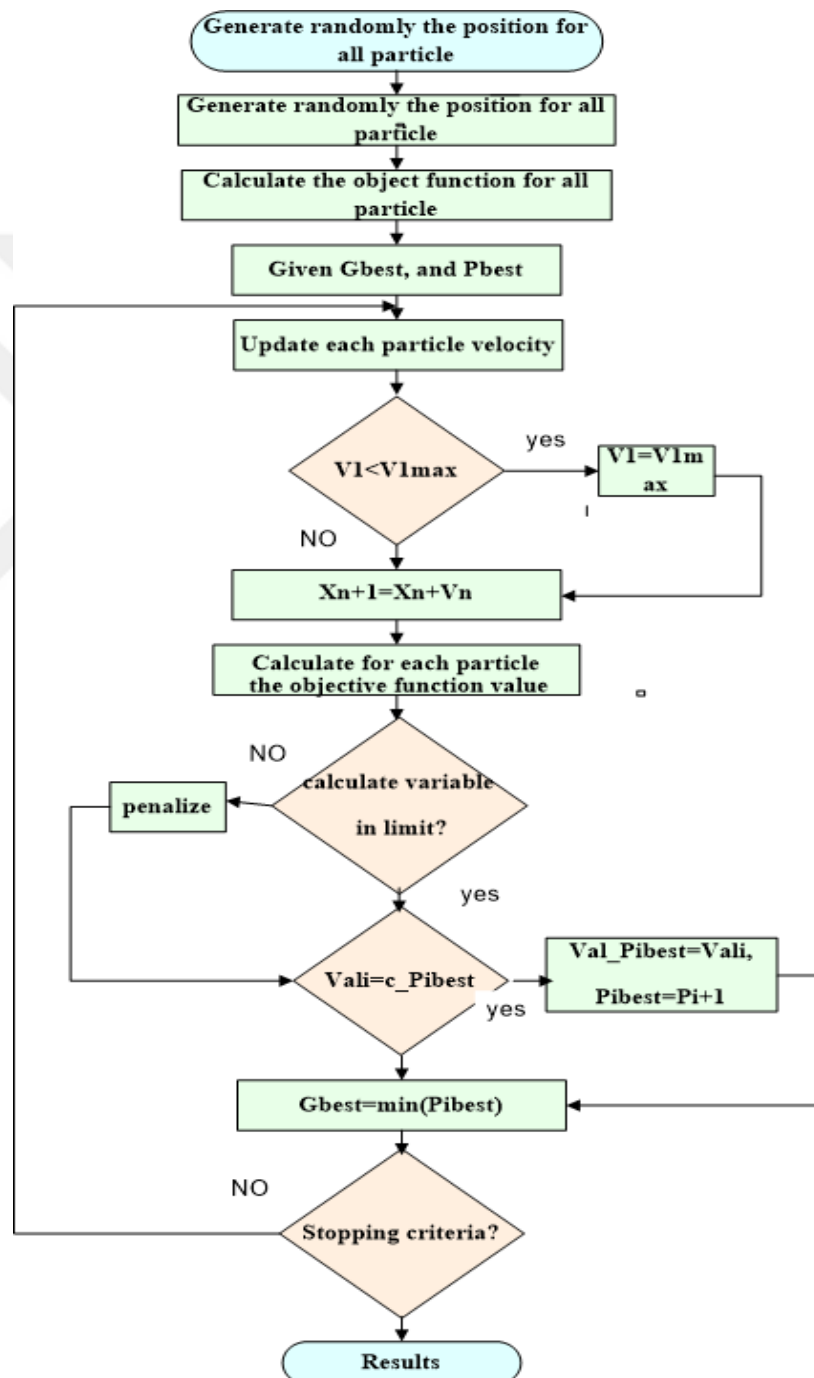 Generate randomly the position for
all particle
Generate randomly the position for all
particle
Calculate the object function for all
particle
Given Gbest, and Pbest
Update each particle velocity
V1<V1max
yes
V1=V1m
ax
NO
Xn+1=Xn+Vn
Calculate for each particle
the objective function value
NO
calculate variable
in limit?
penalize
yes
Vali=c_Pibest
yes
Val_Pibest=Vali,
Pibest=Pi+1
Gbest=min(Pibest)
NO
Stopping criteria?
Results